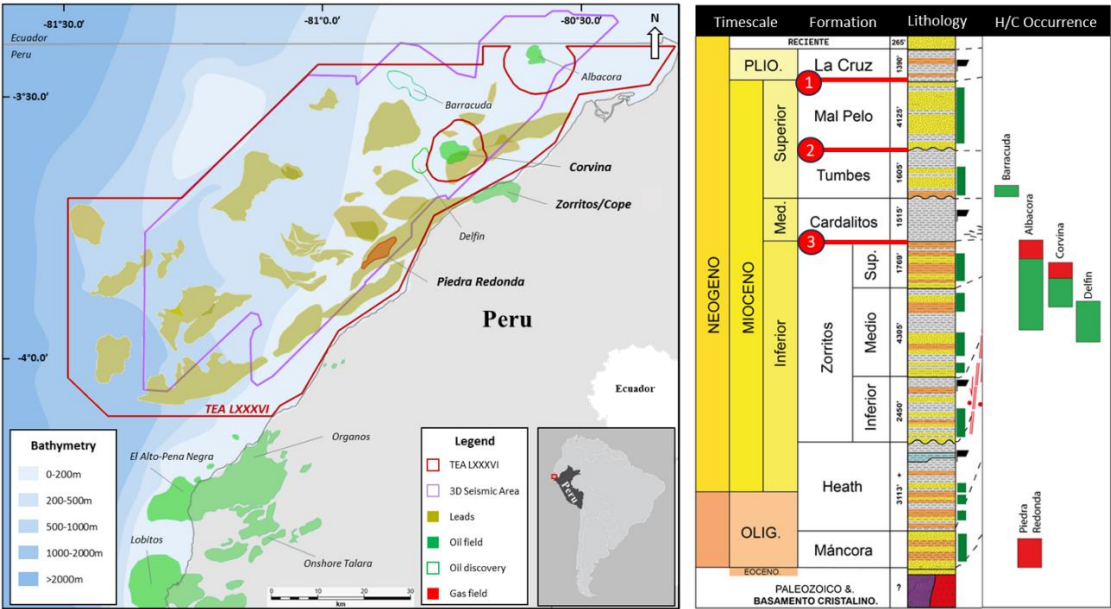 -81°30.0'
-81°0.0'
-80°30.0'
Ecuador
Peru
N
-3°30.0'
-4°0.0'
Albacora
Barracuda
Corvina
Zorritos/Cope
Delfin
Piedra Redonda
Peru
Ecuador
TEA LXXXVI
Organos
El Alto-Pena Negra
Lobitos
Onshore Talara
Bathymetry
0-200m
200-500m
500-1000m
1000-2000m
>2000m
0 10 20 30
km
Legend
TEA LXXXVI
3D Seismic Area
Leads
Oil field
Oil discovery
Gas field
Peru
Timescale Formation Lithology H/C Occurrence
RECIENTE 265'
PLIO. La Cruz 1390'
1
NEOGENO
MIOCENO
Superior
Mal Pelo 4125'
2
Tumbes 1605'
Barracuda
Med.
Cardalitos 1515'
Albacora
3
Corvina
Inferior
Zorritos
Sup. 1769'
Delfin
Medio 4305'
Inferior 2450'
Heath 3113' +
OLIG.
Máncora
Piedra
Redonda
EOCENO.
PALEOZOICO &.
BASAMENTO CRISTALINO.
?